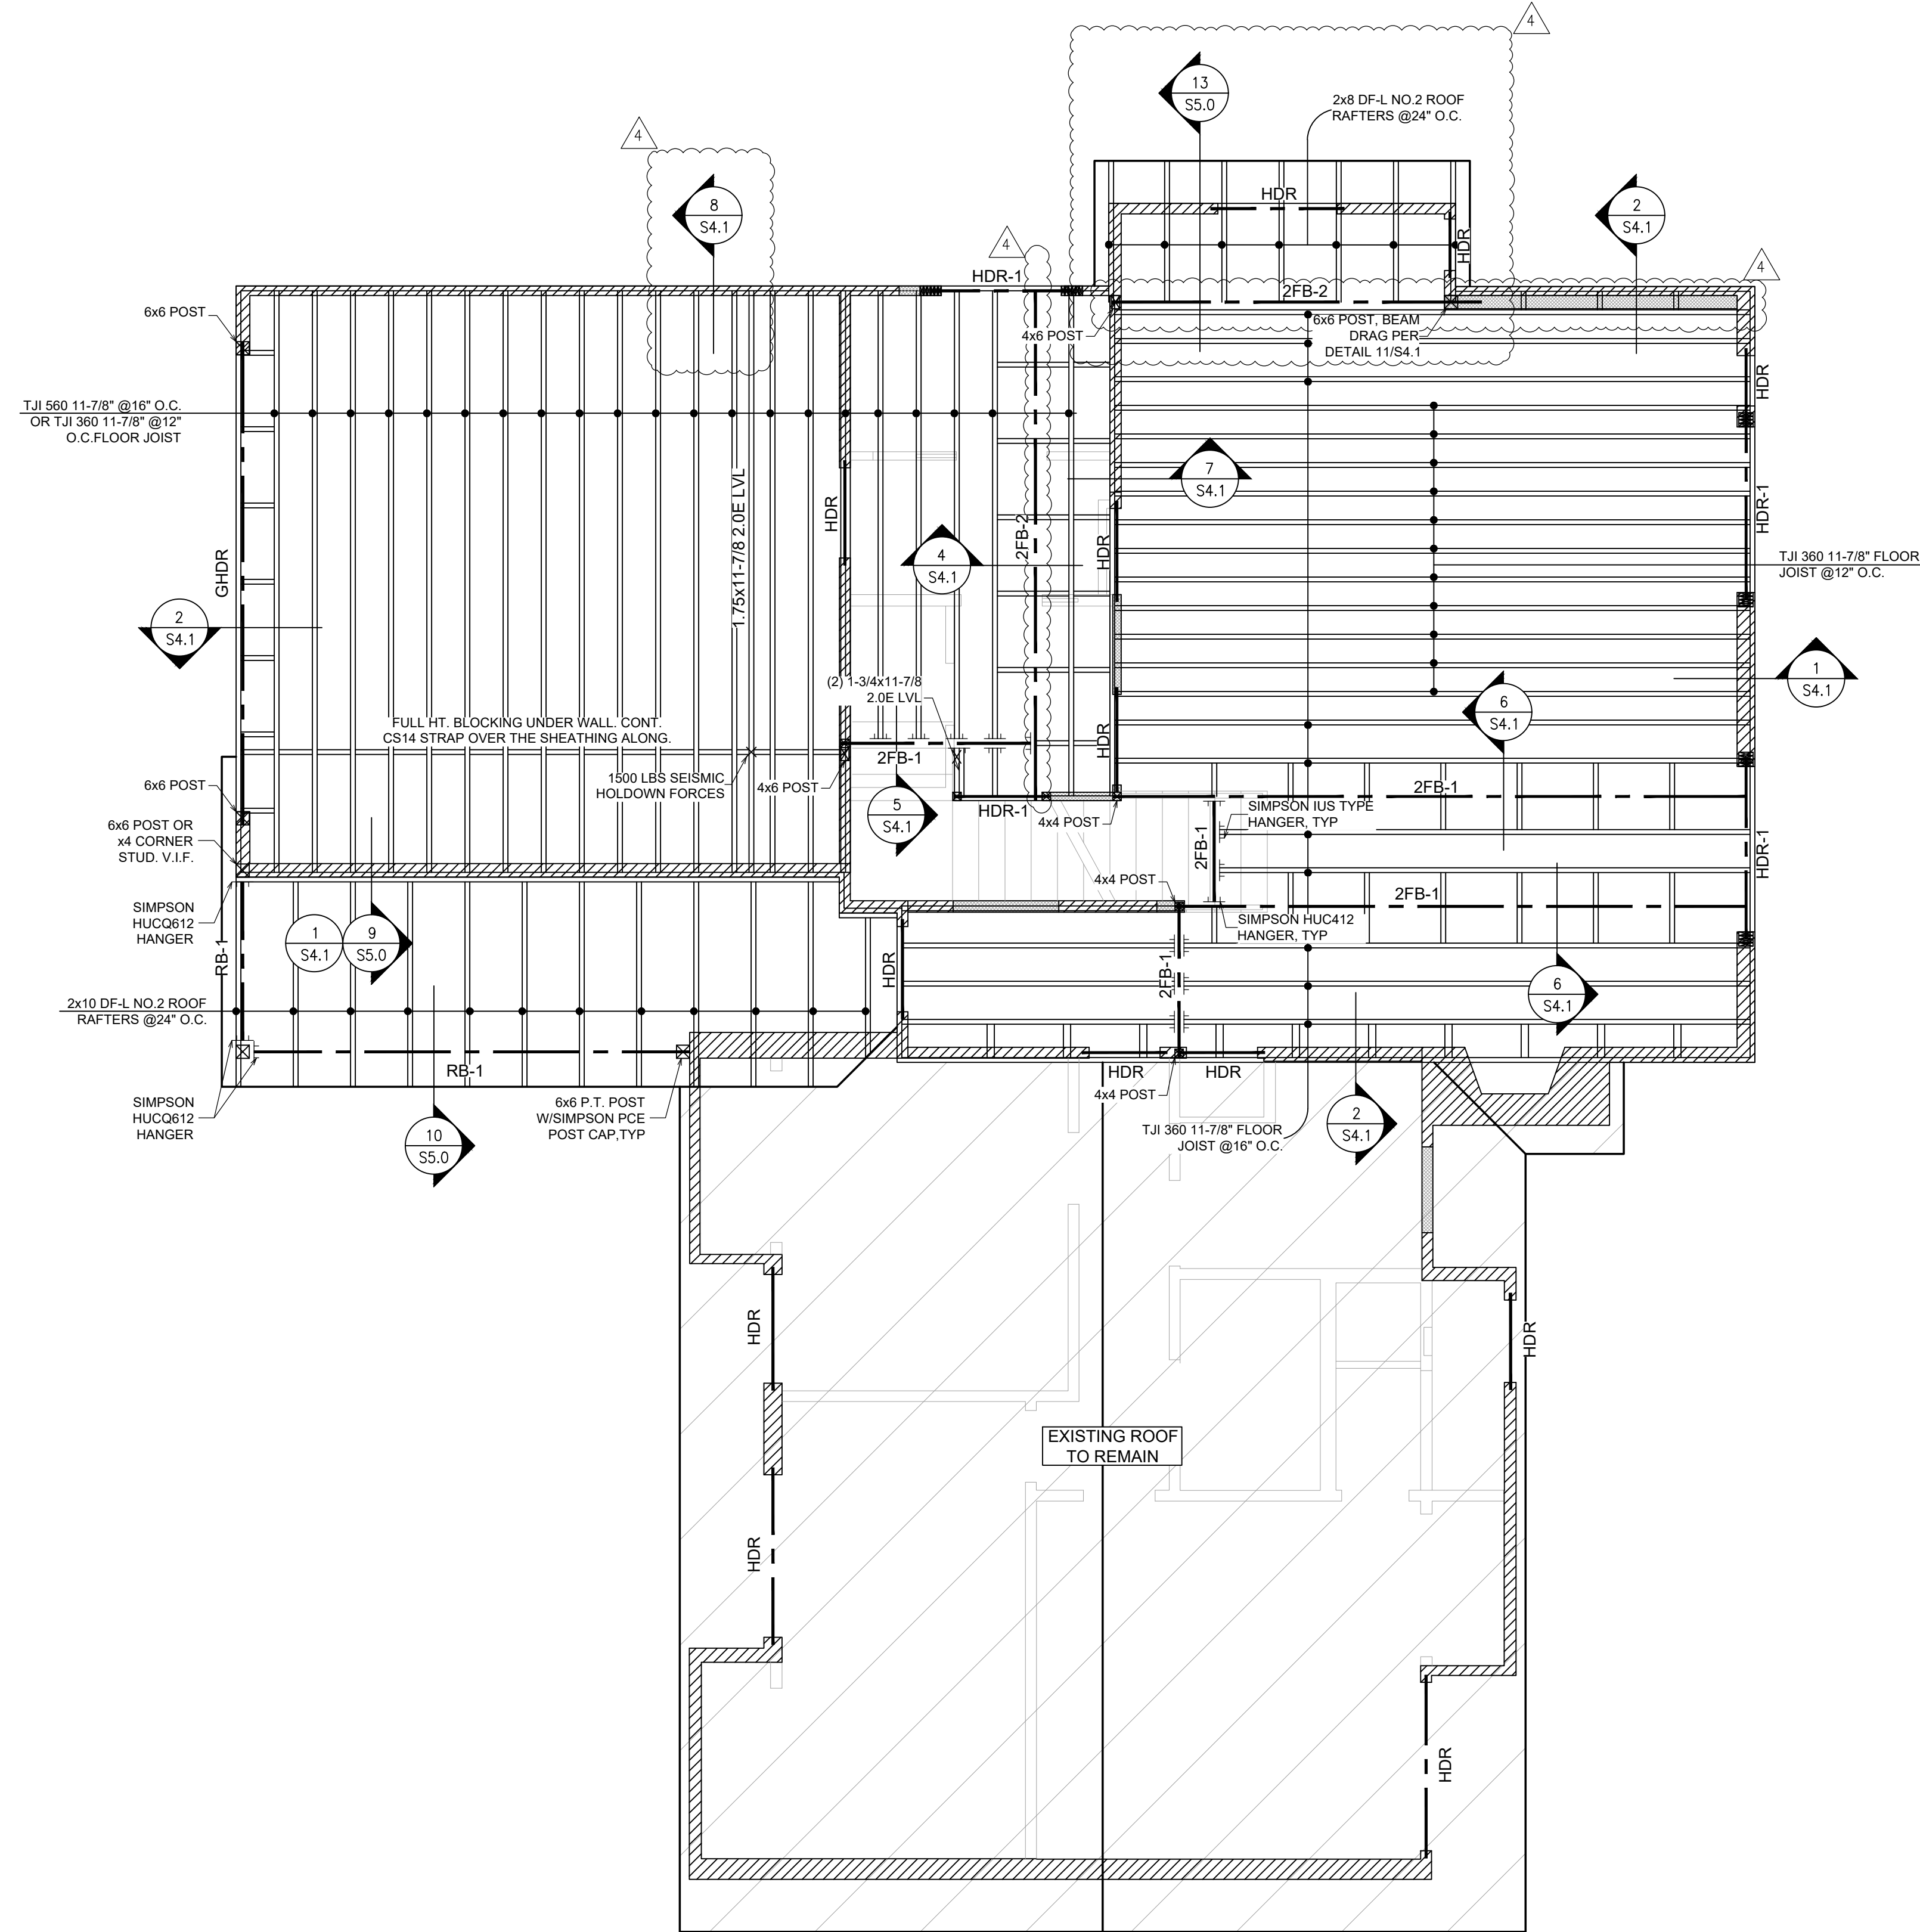 4
13
S5.0
2x8 DF-L NO.2 ROOF
RAFTERS @24" O.C.
4
8
S4.1
HDR
2
S4.1
HDR
4
HDR-1
4
2FB-2
6x6 POST
4x6 POST
6x6 POST, BEAM
DRAG PER
DETAIL 11/S4.1
HDR
TJI 560 11-7/8" @16" O.C.
OR TJI 360 11-7/8" @12"
O.C.FLOOR JOIST
7
S4.1
1.75x11-7/8 2.0E LVL
HDR
2FB-2
HDR
HDR-1
GHDR
4
S4.1
TJI 360 11-7/8" FLOOR
JOIST @12" O.C.
2
S4.1
1
S4.1
(2) 1-3/4x11-7/8
2.0E LVL
6
S4.1
FULL HT. BLOCKING UNDER WALL. CONT.
CS14 STRAP OVER THE SHEATHING ALONG.
HDR
2FB-1
1500 LBS SEISMIC
HOLDOWN FORCES
4x6 POST
6x6 POST
2FB-1
5
S4.1
HDR-1
4x4 POST
SIMPSON IUS TYPE
HANGER, TYP
6x6 POST OR
x4 CORNER
STUD. V.I.F.
2FB-1
HDR-1
4x4 POST
2FB-1
SIMPSON
HUCQ612
HANGER
SIMPSON HUC412
HANGER, TYP
1
S4.1
9
S5.0
RB-1
HDR
2FB-1
6
S4.1
2x10 DF-L NO.2 ROOF
RAFTERS @24" O.C.
RB-1
HDR
HDR
4x4 POST
SIMPSON
HUCQ612
HANGER
6x6 P.T. POST
W/SIMPSON PCE
POST CAP,TYP
10
S5.0
TJI 360 11-7/8" FLOOR
JOIST @16" O.C.
2
S4.1
HDR
HDR
EXISTING ROOF
TO REMAIN
HDR
HDR